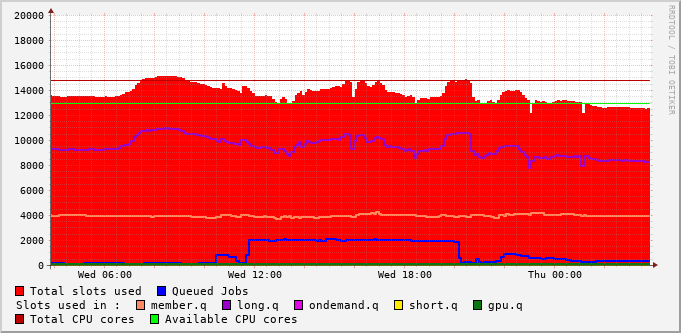 RRDTOOL / TOBI OETIKER
20000
18000
16000
14000
12000
10000
8000
6000
4000
2000
0
Wed 06:00 Wed 12:00 Wed 18:00 Thu 00:00
Total slots used Queued Jobs
Slots used in : member.q long.q ondemand.q short.q gpu.q
Total CPU cores Available CPU cores